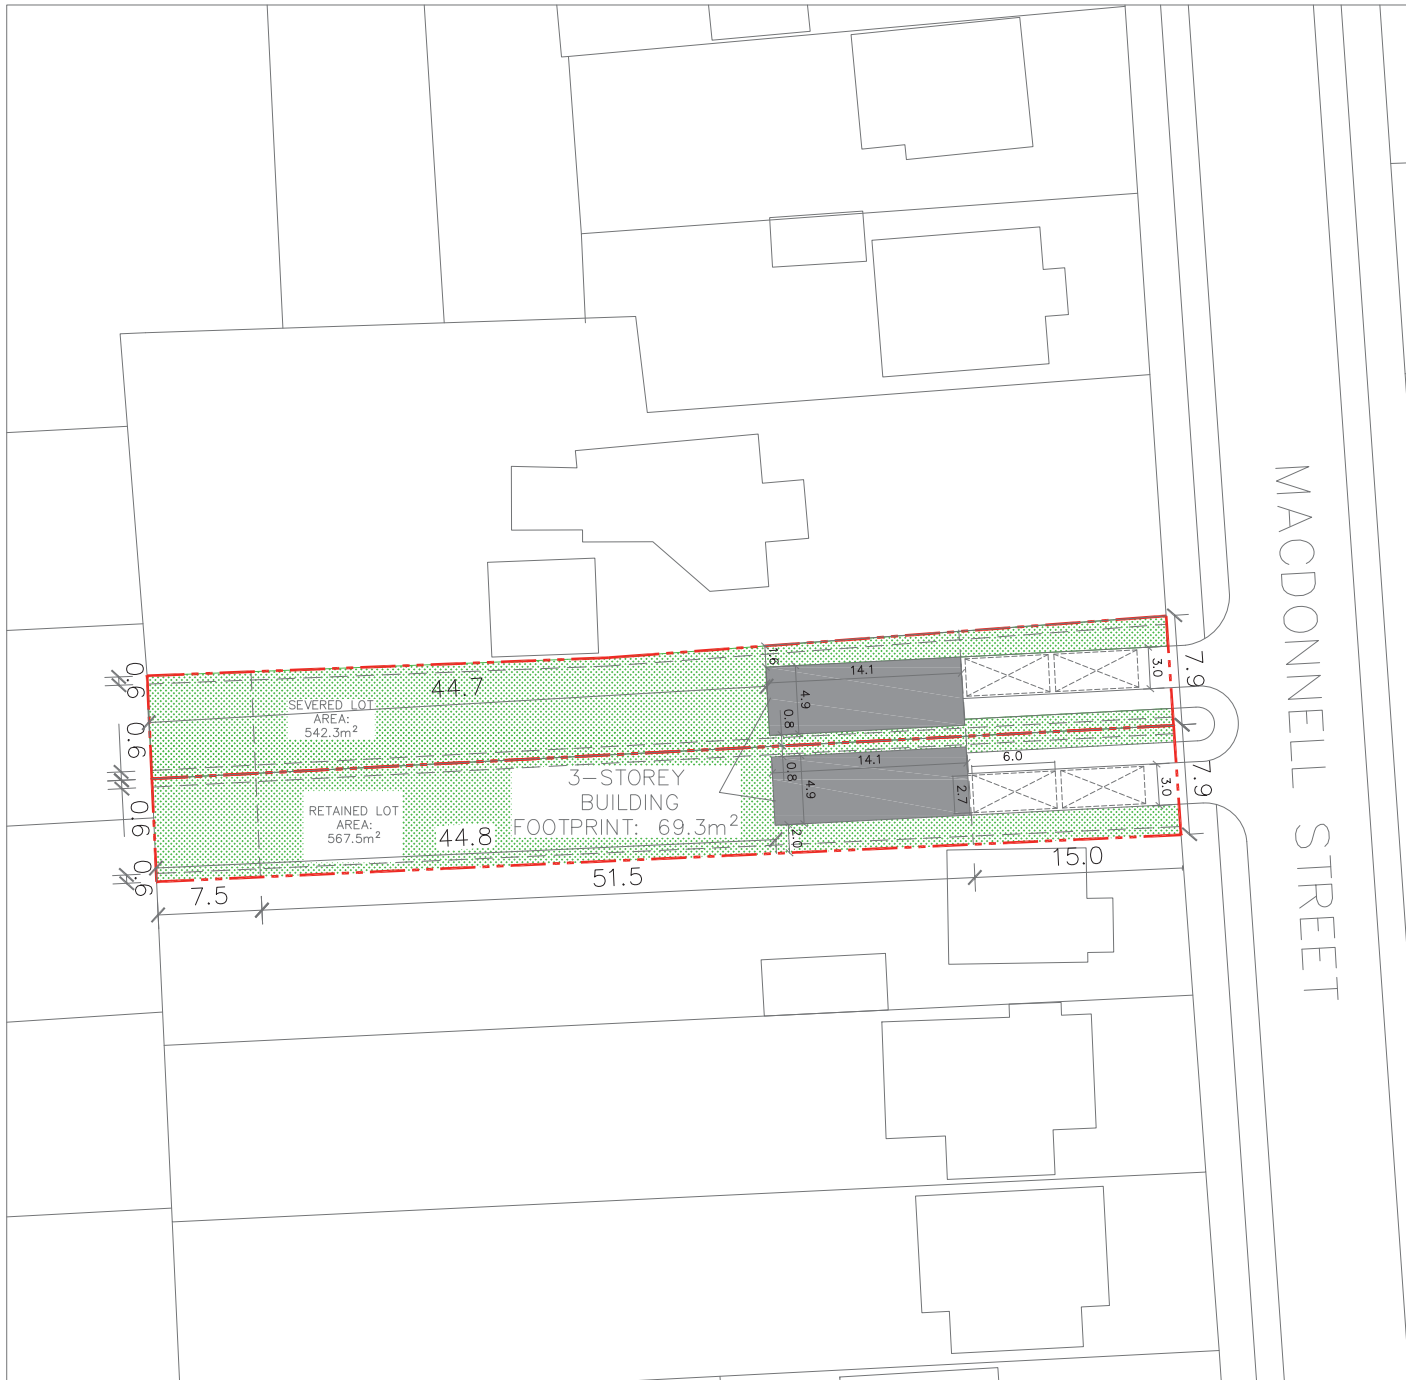 1.6
14.1
3.0
7.9
0.6
44.7
4.9
SEVERED LOT
AREA:
542.3m²
0.8
0.6
14.1
6.0
3-STOREY
BUILDING
FOOTPRINT: 69.3m²
0.8
4.9
2.7
3.0
7.9
RETAINED LOT
AREA:
567.5m²
0.6
44.8
2.0
15.0
0.6
51.5
7.5
MACDONNELL STREET